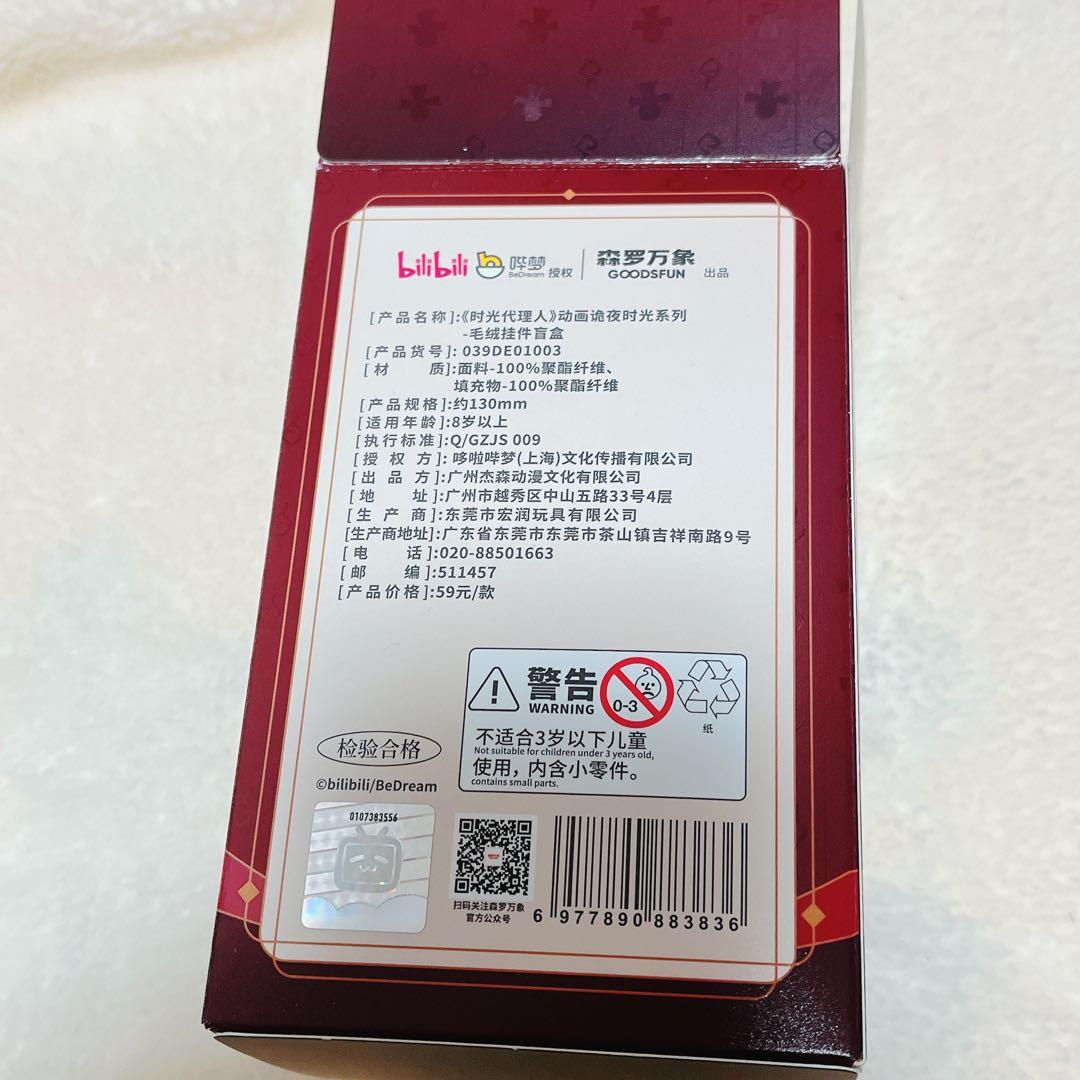 bilibili 哔梦 BeDream 授权 森罗万象 GOODSFUN 出品
[产品名称]:《时光代理人》动画诡夜时光系列
-毛绒挂件盲盒
[产品货号]: 039DE01003
[材 质]:面料-100%聚酯纤维、
填充物-100%聚酯纤维
[产品规格]:约130mm
[适用年龄]:8岁以上
[执行标准]:Q/GZJS 009
[授权方]: 哆啦哔梦(上海)文化传播有限公司
[出品方]:广州杰森动漫文化有限公司
[地 址]:广州市越秀区中山五路33号4层
[生产商]:东莞市宏润玩具有限公司
[生产商地址]:广东省东莞市东莞市茶山镇吉祥南路9号
[电 话]:020-88501663
[邮 编]:511457
[产品价格]:59元/款
警告
WARNING
0-3
纸
不适合3岁以下儿童
Not suitable for children under 3 years old,
使用，内含小零件。
contains small parts.
检验合格
©bilibili/BeDream
0107383556
扫码关注森罗万象
官方公众号
6 977890 883836